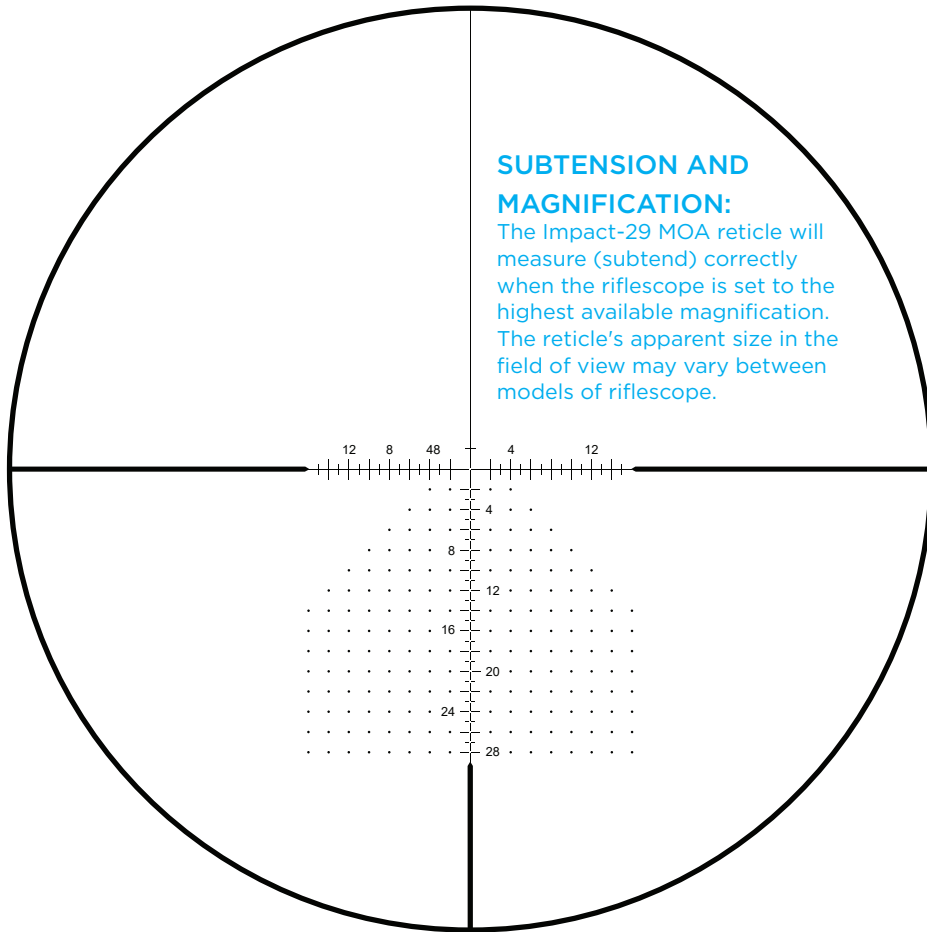 SUBTENSION AND
MAGNIFICATION:
The Impact-29 MOA reticle will
measure (subtend) correctly
when the riflescope is set to the
highest available magnification.
The reticle's apparent size in the
field of view may vary between
models of riflescope.
12 8 48 4 12
4
8
12
16
20
24
28